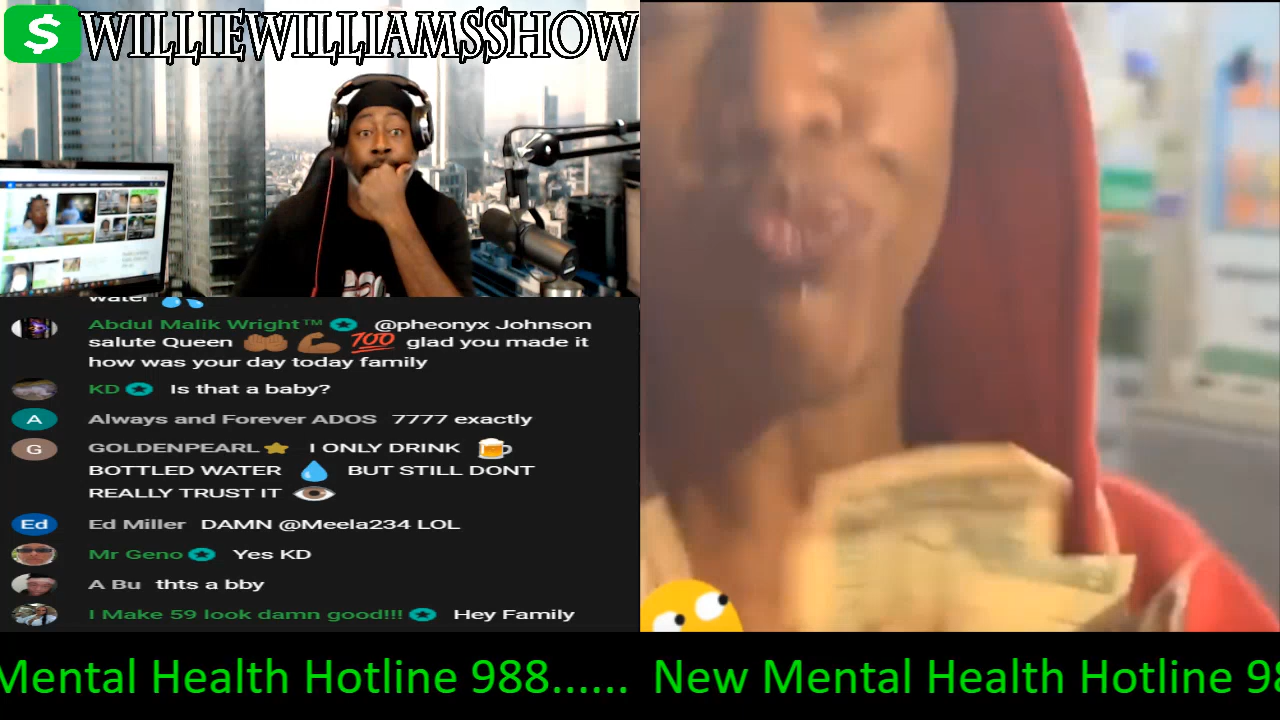 $ WILLIEWILLIAMSSHOW
water 💦
Abdul Malik Wright™ @pheonyx Johnson
salute Queen 🤲🏾 💪🏾 💯 glad you made it
how was your day today family
KD Is that a baby?
A Always and Forever ADOS 7777 exactly
G GOLDENPEARL⭐ I ONLY DRINK 🍺
BOTTLED WATER 💧 BUT STILL DONT
REALLY TRUST IT 👁
Ed Ed Miller DAMN @Meela234 LOL
Mr Geno Yes KD
A Bu thts a bby
I Make 59 look damn good!!! Hey Family
Mental Health Hotline 988...... New Mental Health Hotline 98